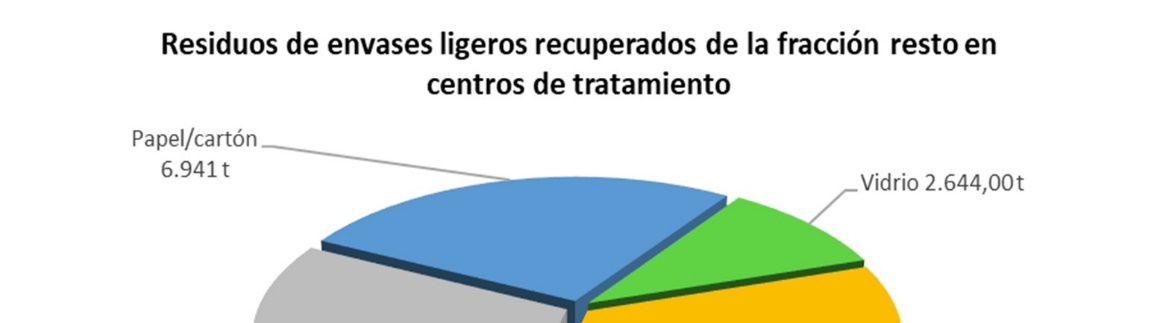 Residuos de envases ligeros recuperados de la fracción resto en
centros de tratamiento
Papel/cartón
6.941 t
Vidrio 2.644,00 t